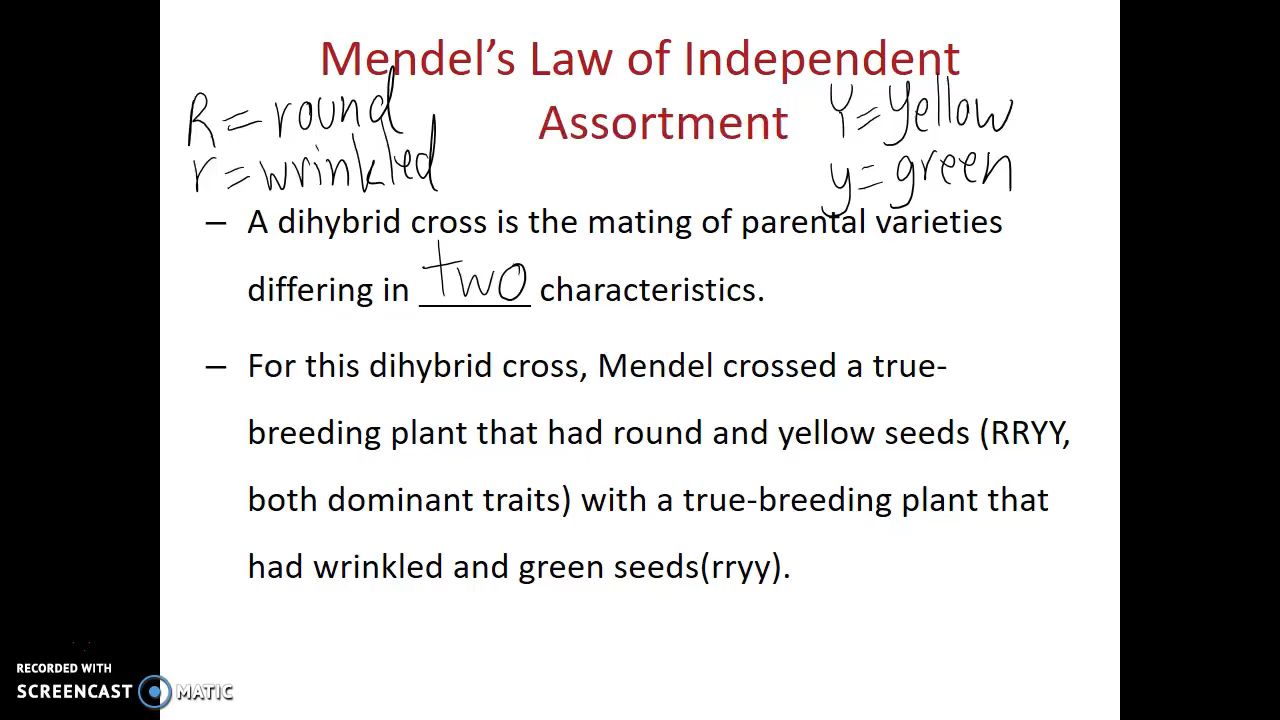 Mendel’s Law of Independent
Assortment
R = round
r = wrinkled
Y = Yellow
y = green
– A dihybrid cross is the mating of parental varieties
differing in two characteristics.
– For this dihybrid cross, Mendel crossed a true-
breeding plant that had round and yellow seeds (RRYY,
both dominant traits) with a true-breeding plant that
had wrinkled and green seeds(rryy).
RECORDED WITH
SCREENCAST MATIC